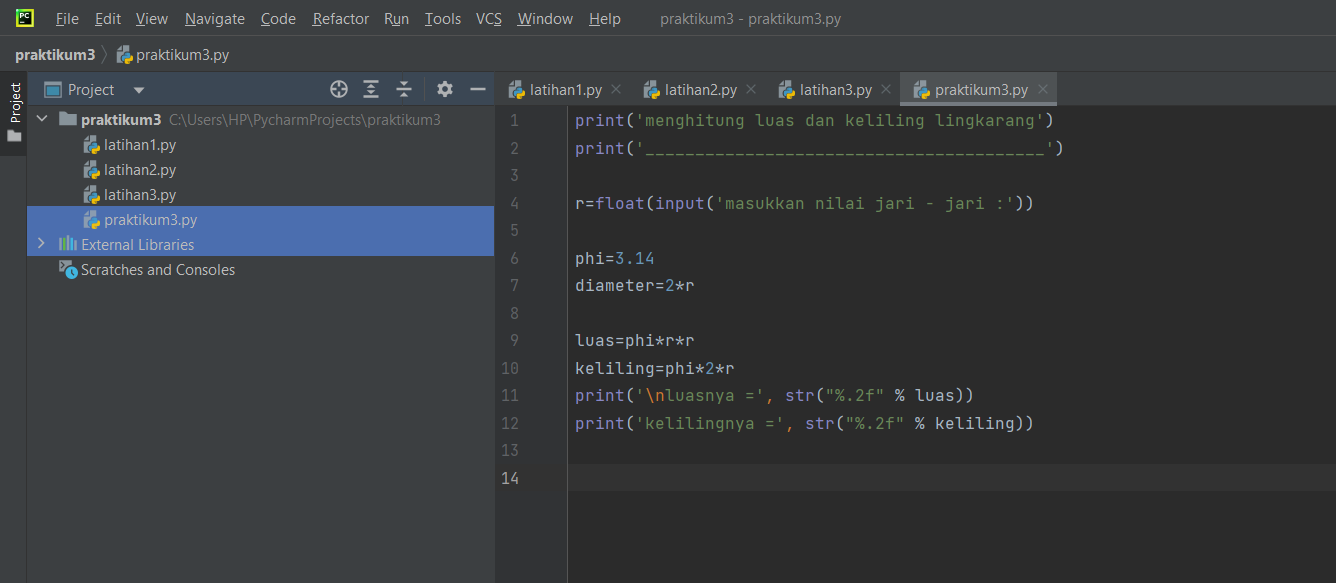 PC File Edit View Navigate Code Refactor Run Tools VCS Window Help praktikum3 - praktikum3.py
praktikum3 praktikum3.py
Project
Project
praktikum3 C:\Users\HP\PycharmProjects\praktikum3
latihan1.py
latihan2.py
latihan3.py
praktikum3.py
External Libraries
Scratches and Consoles
latihan1.py latihan2.py latihan3.py praktikum3.py
1 print('menghitung luas dan keliling lingkarang')
2 print('________________________________________')
3
4 r=float(input('masukkan nilai jari - jari :'))
5
6 phi=3.14
7 diameter=2*r
8
9 luas=phi*r*r
10 keliling=phi*2*r
11 print('\nluasnya =', str("%.2f" % luas))
12 print('kelilingnya =', str("%.2f" % keliling))
13
14